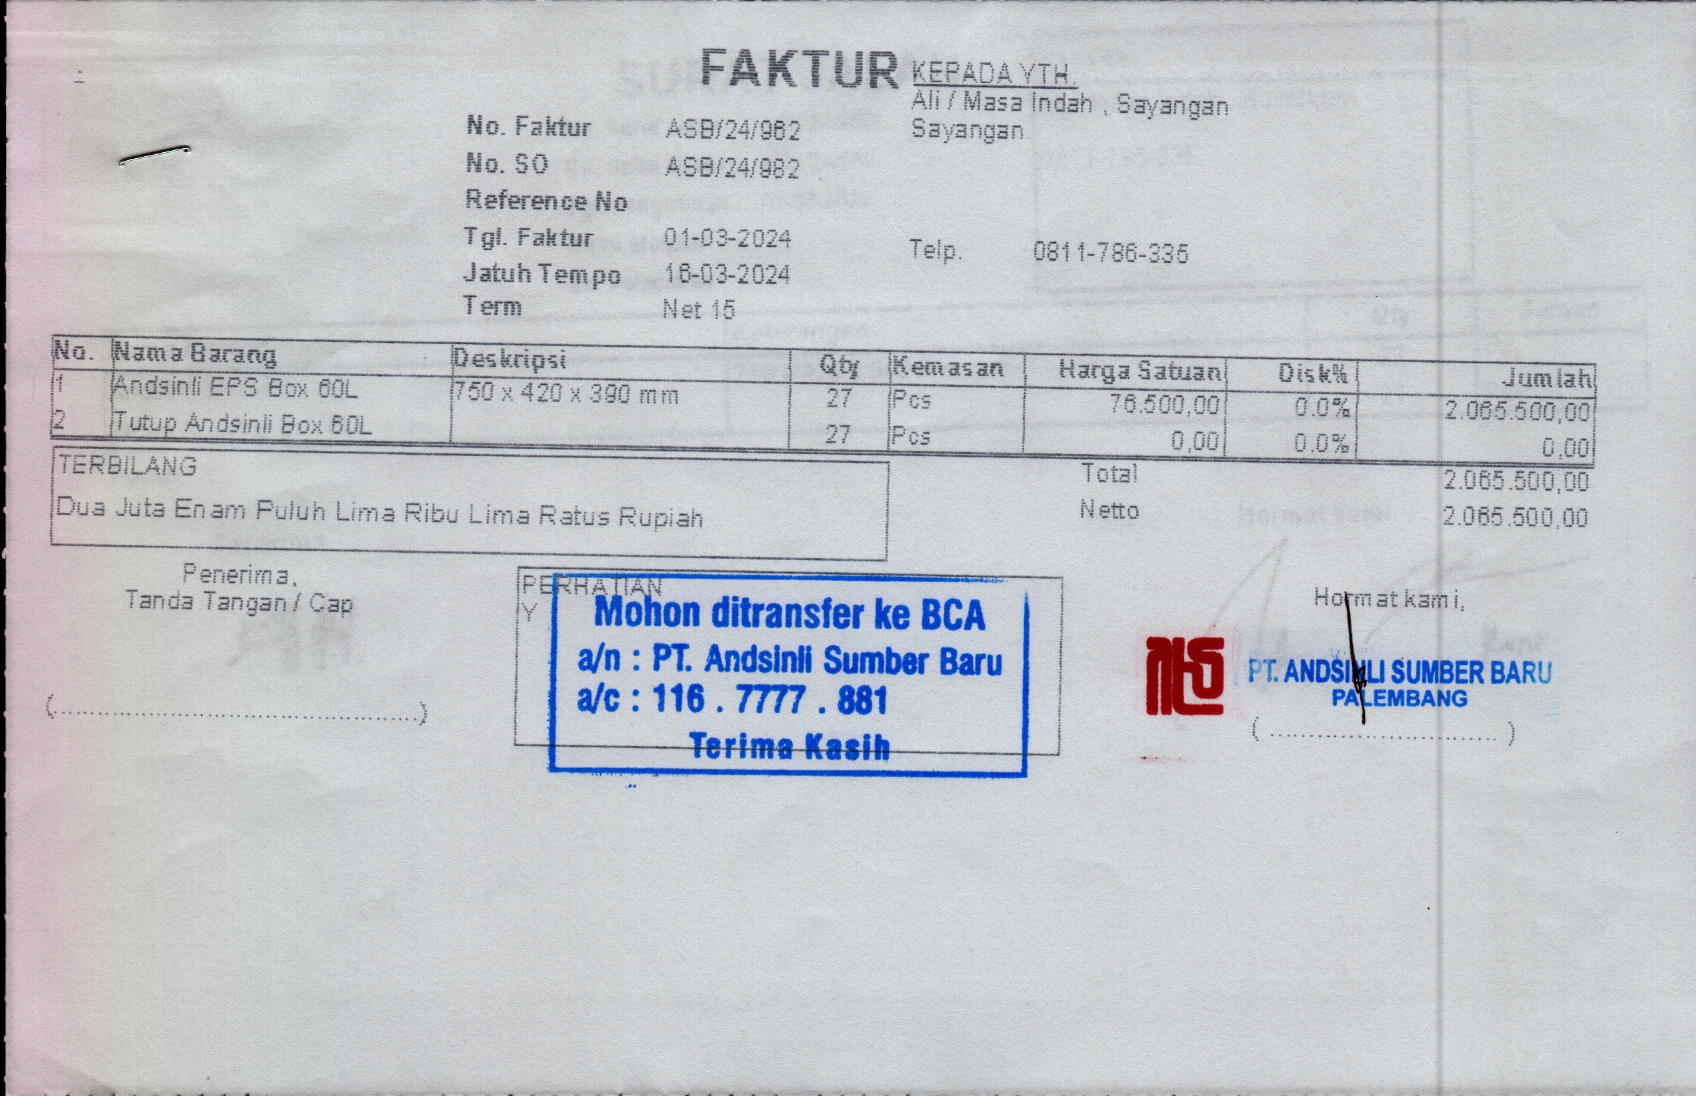 FAKTUR
KEPADA YTH.
Ali / Masa Indah , Sayangan
Sayangan
No. Faktur ASB/24/982
No. SO ASB/24/982
Reference No
Tgl. Faktur 01-03-2024
Telp. 0811-786-335
Jatuh Tempo 16-03-2024
Term Net 15
No. Nama Barang Deskripsi Qty Kemasan Harga Satuan Disk% Jumlah
1 Andsinli EPS Box 60L 750 x 420 x 390 mm 27 Pcs 76.500,00 0.0% 2.065.500,00
2 Tutup Andsinli Box 60L 27 Pcs 0,00 0.0% 0,00
TERBILANG
Dua Juta Enam Puluh Lima Ribu Lima Ratus Rupiah
Total 2.065.500,00
Netto 2.065.500,00
Penerima,
Tanda Tangan / Cap
PERHATIAN
Y
Mohon ditransfer ke BCA
a/n : PT. Andsinli Sumber Baru
a/c : 116 . 7777 . 881
Terima Kasih
Hormat kami,
PT. ANDSINLI SUMBER BARU
PALEMBANG